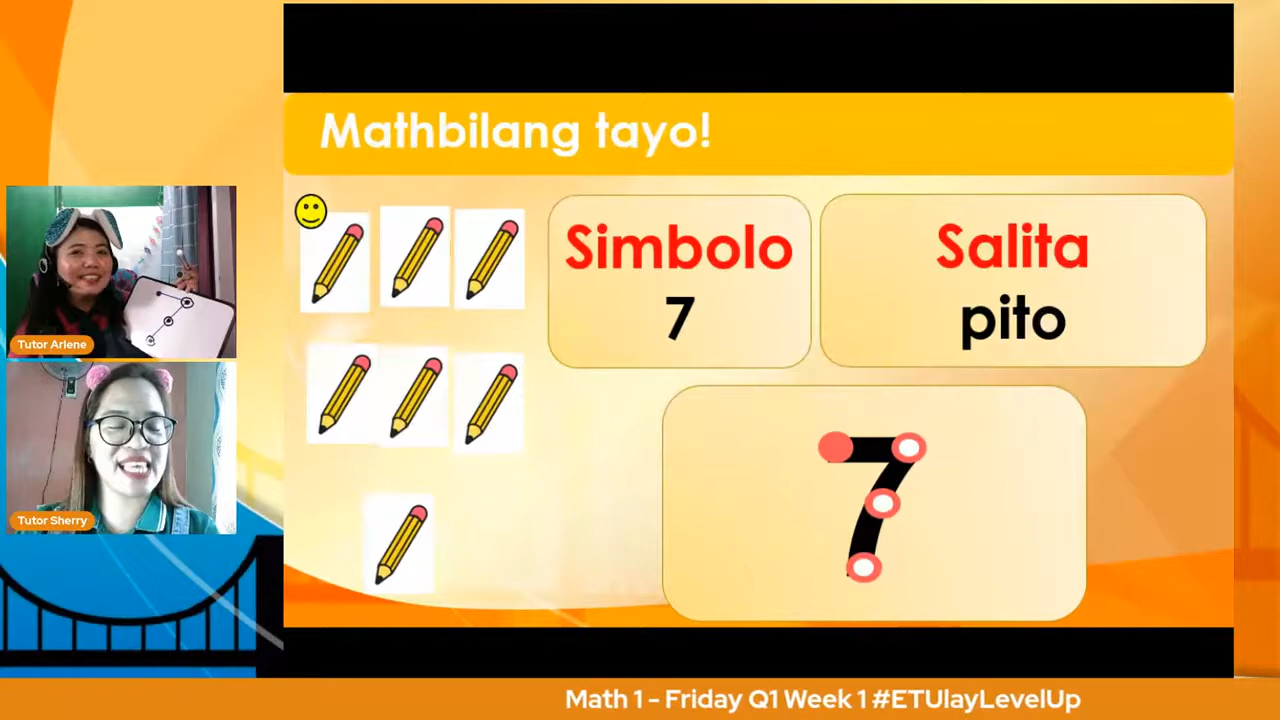 Mathbilang tayo!
Simbolo
7
Salita
pito
7
Tutor Arlene
Tutor Sherry
Math 1 - Friday Q1 Week 1 #ETUlayLevelUp